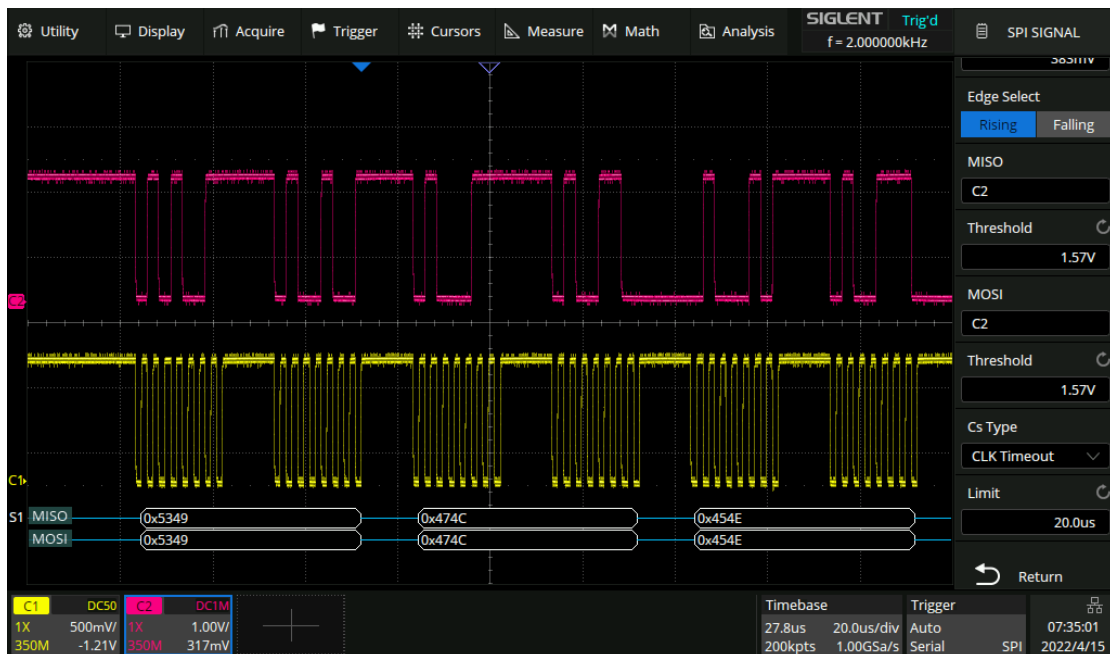 Utility Display Acquire Trigger Cursors Measure Math Analysis
SIGLENT Trig'd
f = 2.000000kHz
SPI SIGNAL
383mV
Edge Select
Rising Falling
MISO
C2
Threshold
1.57V
MOSI
C2
Threshold
1.57V
Cs Type
CLK Timeout
Limit
20.0us
Return
C2
C1
S1 MISO 0x5349 0x474C 0x454E
MOSI 0x5349 0x474C 0x454E
C1 DC50
1X 500mV/
350M -1.21V
C2 DC1M
1X 1.00V/
350M 317mV
Timebase
27.8us 20.0us/div
200kpts 1.00GSa/s
Trigger
Auto
Serial SPI
07:35:01
2022/4/15